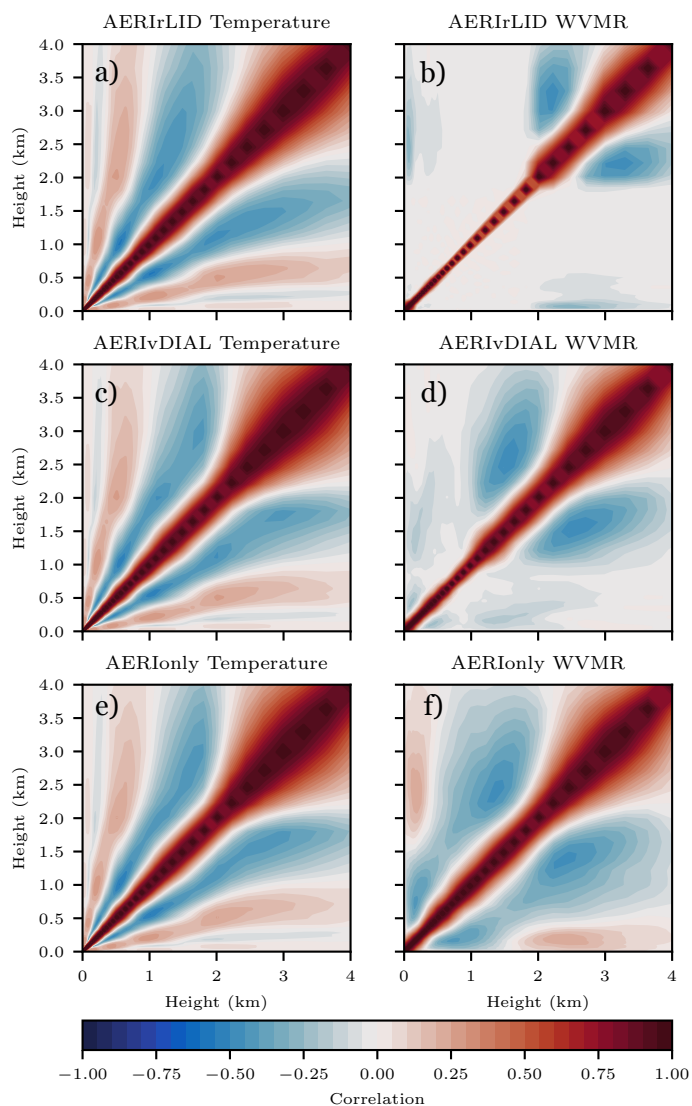 AERIrLID Temperature
AERIrLID WVMR
a)
b)
4.0
3.5
3.0
2.5
2.0
1.5
1.0
0.5
0.0
Height (km)
AERIvDIAL Temperature
AERIvDIAL WVMR
c)
d)
4.0
3.5
3.0
2.5
2.0
1.5
1.0
0.5
0.0
Height (km)
AERIonly Temperature
AERIonly WVMR
e)
f)
4.0
3.5
3.0
2.5
2.0
1.5
1.0
0.5
0.0
Height (km)
0 1 2 3 4
0 1 2 3 4
Height (km)
Height (km)
−1.00 −0.75 −0.50 −0.25 0.00 0.25 0.50 0.75 1.00
Correlation